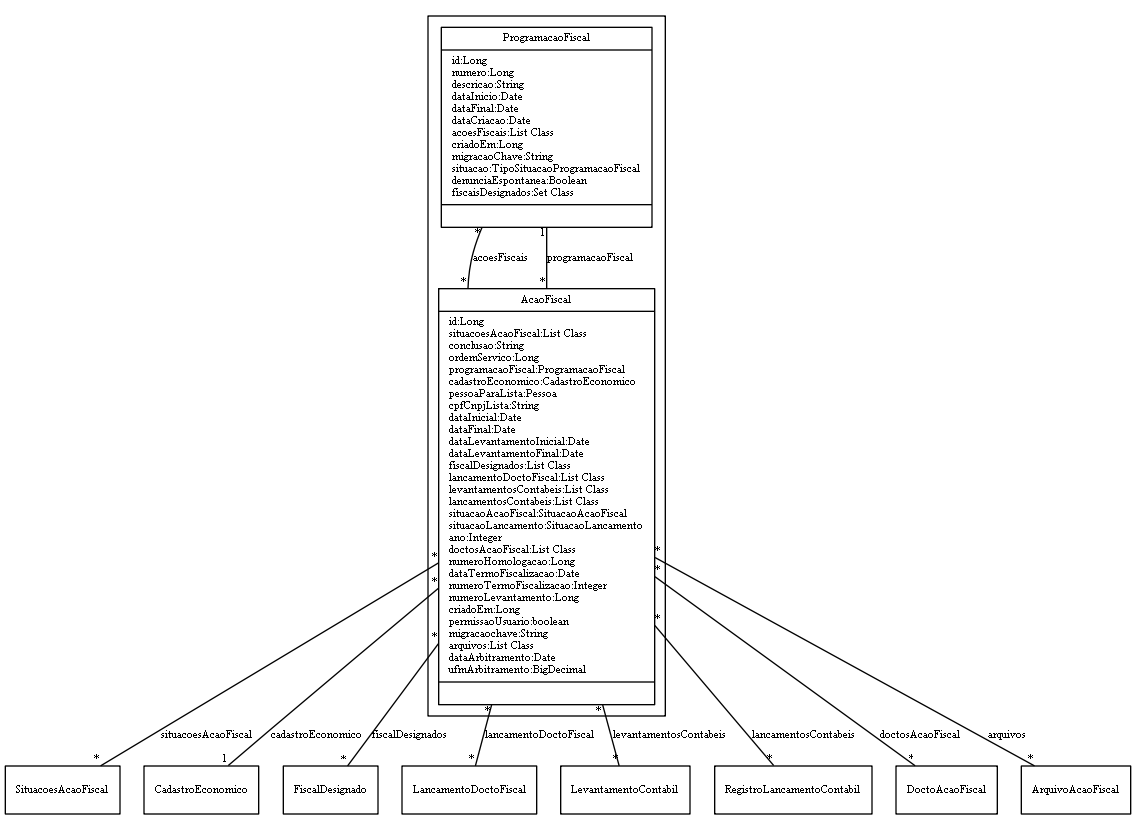 ProgramacaoFiscal
id:Long
numero:Long
descricao:String
dataInicio:Date
dataFinal:Date
dataCriacao:Date
acoesFiscais:List Class
criadoEm:Long
migracaoChave:String
situacao:TipoSituacaoProgramacaoFiscal
denunciaEspontanea:Boolean
fiscaisDesignados:Set Class
* 1
acoesFiscais programacaoFiscal
* *
AcaoFiscal
id:Long
situacoesAcaoFiscal:List Class
conclusao:String
ordemServico:Long
programacaoFiscal:ProgramacaoFiscal
cadastroEconomico:CadastroEconomico
pessoaParaLista:Pessoa
cpfCnpjLista:String
dataInicial:Date
dataFinal:Date
dataLevantamentoInicial:Date
dataLevantamentoFinal:Date
fiscalDesignados:List Class
lancamentoDoctoFiscal:List Class
levantamentosContabeis:List Class
lancamentosContabeis:List Class
situacaoAcaoFiscal:SituacaoAcaoFiscal
situacaoLancamento:SituacaoLancamento
ano:Integer
doctosAcaoFiscal:List Class
numeroHomologacao:Long
dataTermoFiscalizacao:Date
numeroTermoFiscalizacao:Integer
numeroLevantamento:Long
criadoEm:Long
permissaoUsuario:boolean
migracaochave:String
arquivos:List Class
dataArbitramento:Date
ufmArbitramento:BigDecimal
* *
* *
* *
* *
situacoesAcaoFiscal cadastroEconomico fiscalDesignados lancamentoDoctoFiscal levantamentosContabeis lancamentosContabeis doctosAcaoFiscal arquivos
* 1 * * * * * *
SituacoesAcaoFiscal CadastroEconomico FiscalDesignado LancamentoDoctoFiscal LevantamentoContabil RegistroLancamentoContabil DoctoAcaoFiscal ArquivoAcaoFiscal